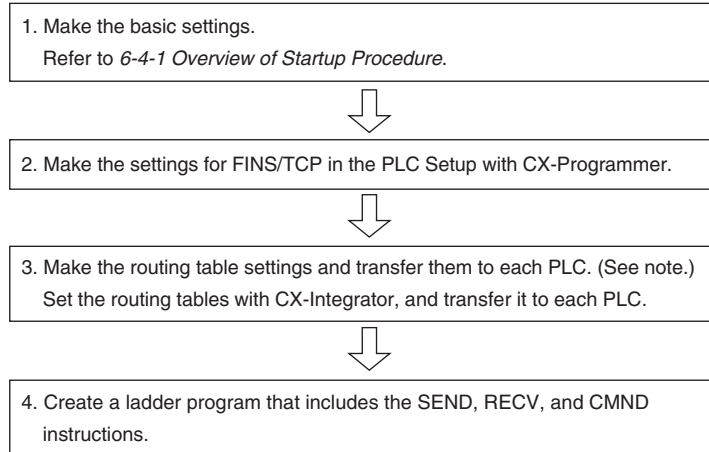 1. Make the basic settings.
Refer to 6-4-1 Overview of Startup Procedure.
2. Make the settings for FINS/TCP in the PLC Setup with CX-Programmer.
3. Make the routing table settings and transfer them to each PLC. (See note.)
Set the routing tables with CX-Integrator, and transfer it to each PLC.
4. Create a ladder program that includes the SEND, RECV, and CMND
instructions.